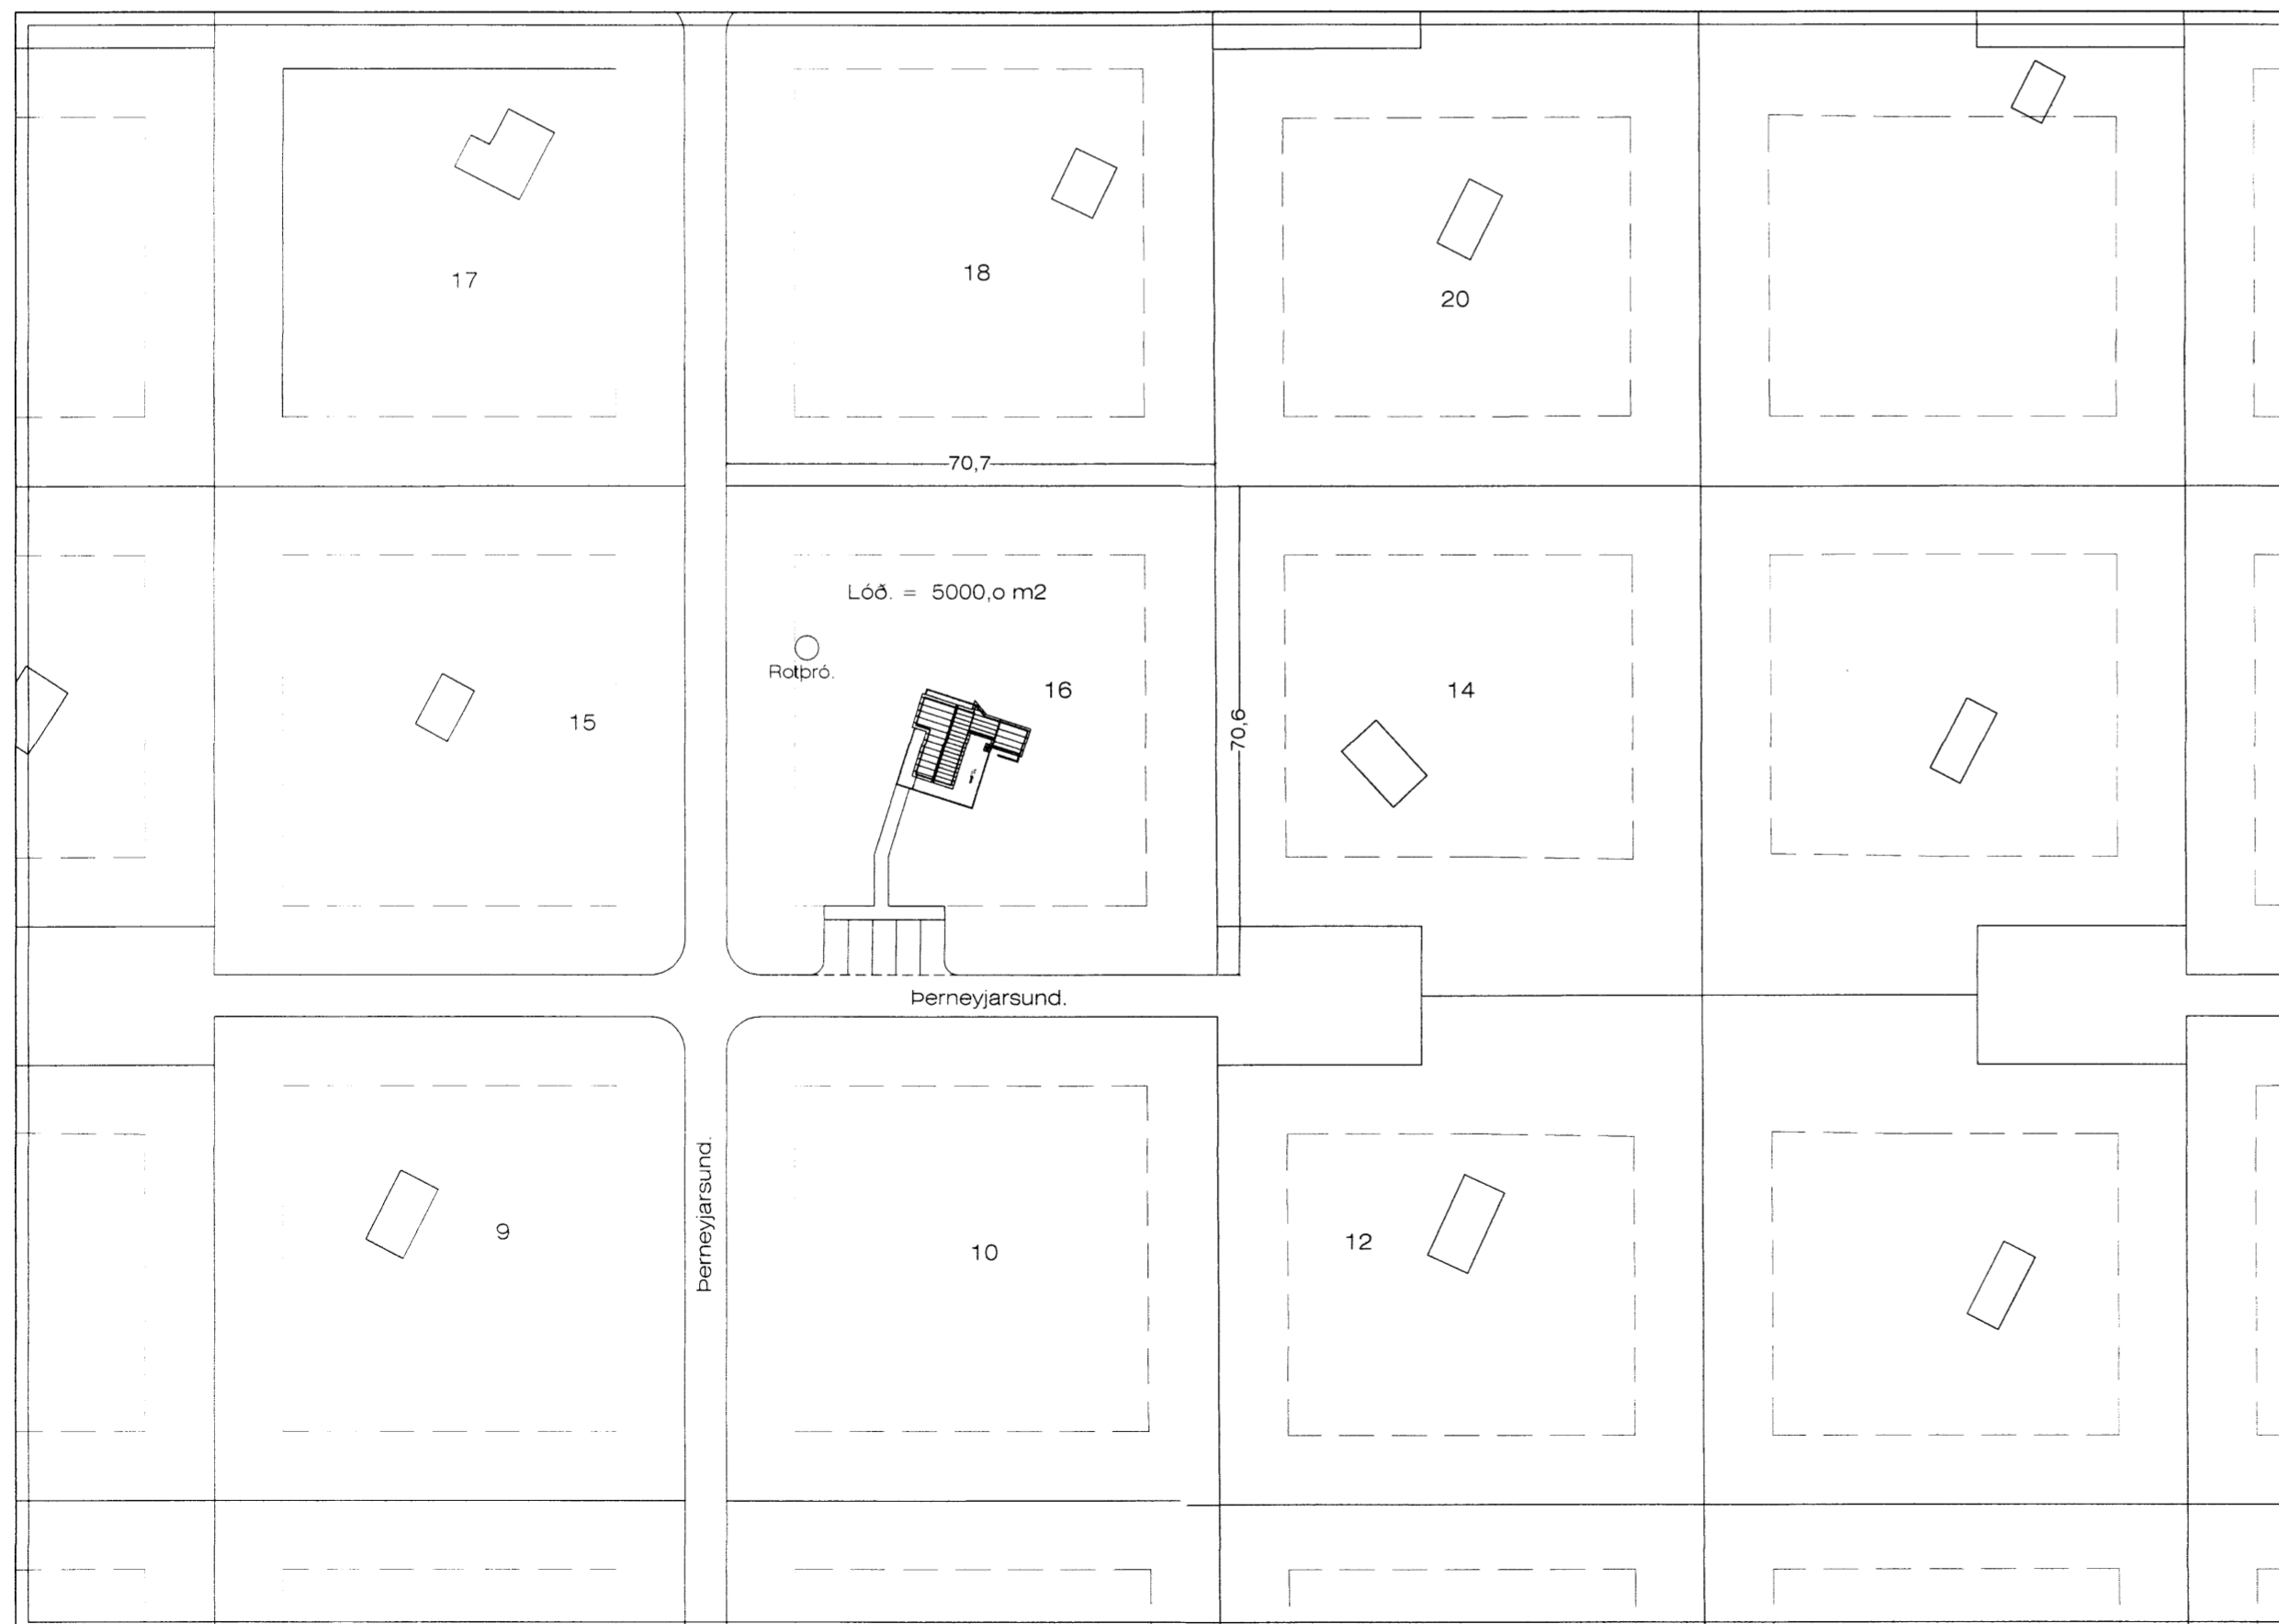 17
18
20
70,7
Lóð. = 5000,o m2
Rotþró.
16
14
15
70,6
Þerneyjarsund.
Þerneyjarsund.
9
10
12